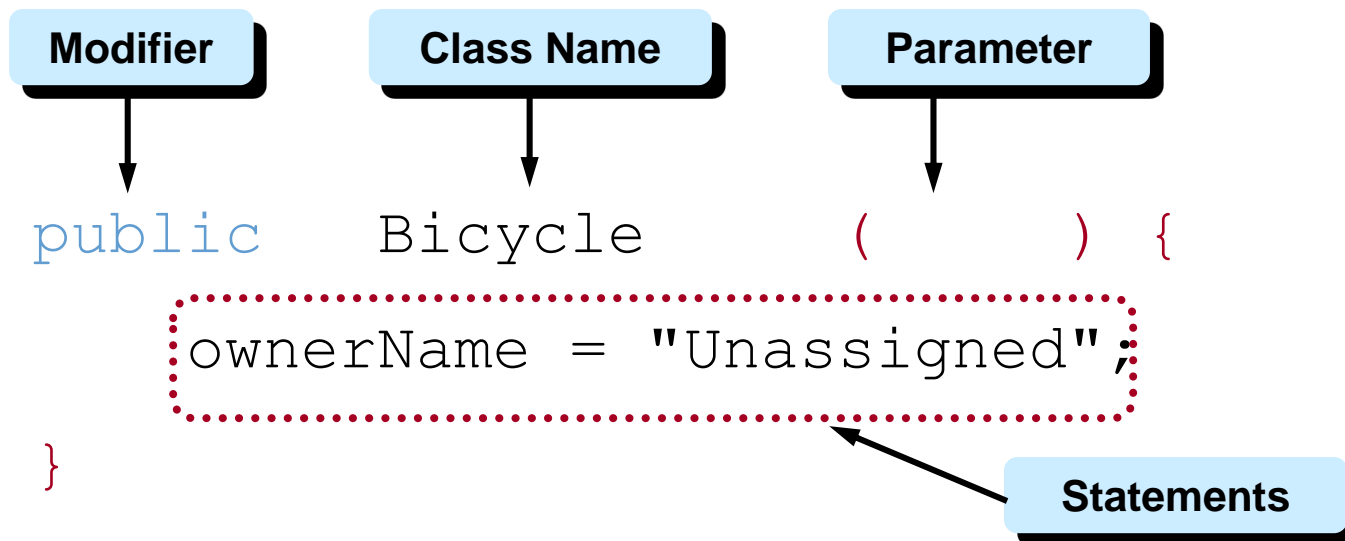 Modifier Class Name Parameter
public Bicycle ( ) {
ownerName = "Unassigned";
}
Statements